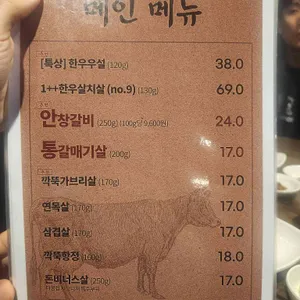 메인 메뉴
[특상] 한우우설 (120g) 38.0
1++한우살치살 (no.9) (130g) 69.0
안창갈비 (250g) (100g당 9,600원) 24.0
통갈매기살 (200g) 17.0
깍뚝가브리살 (170g) 17.0
연목살 (170g) 17.0
삼겹살 (170g) 17.0
깍뚝항정 (160g) 18.0
돈비너스살 (250g) 17.0